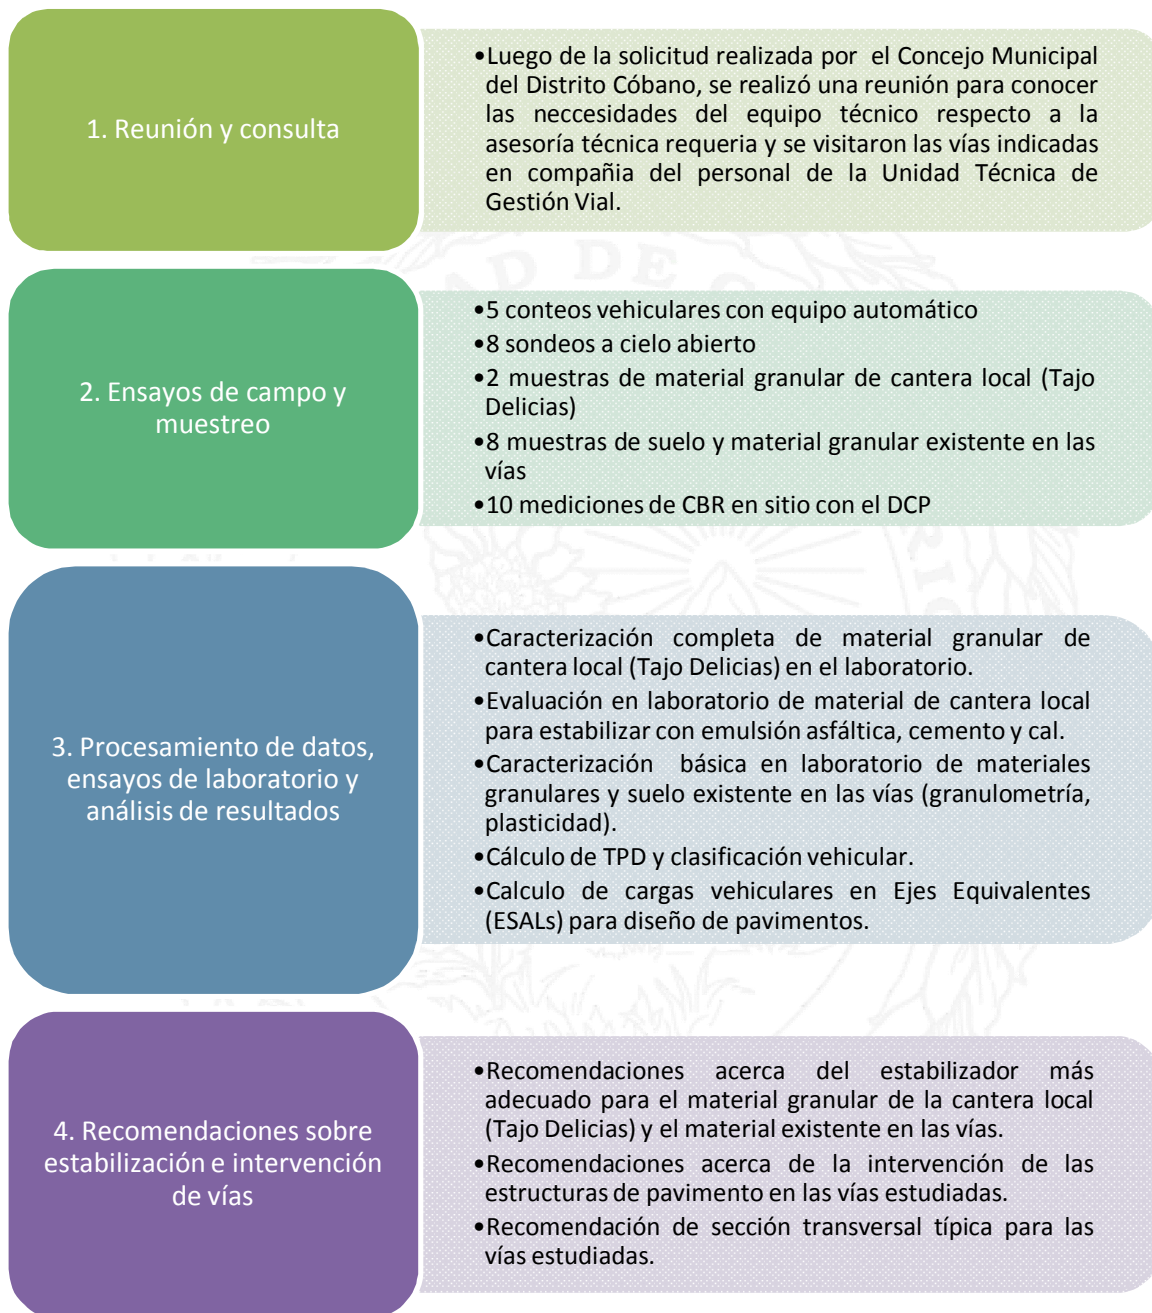 1. Reunión y consulta
•Luego de la solicitud realizada por el Concejo Municipal
del Distrito Cóbano, se realizó una reunión para conocer
las neccesidades del equipo técnico respecto a la
asesoría técnica requeria y se visitaron las vías indicadas
en compañia del personal de la Unidad Técnica de
Gestión Vial.
2. Ensayos de campo y
muestreo
•5 conteos vehiculares con equipo automático
•8 sondeos a cielo abierto
•2 muestras de material granular de cantera local (Tajo
Delicias)
•8 muestras de suelo y material granular existente en las
vías
•10 mediciones de CBR en sitio con el DCP
3. Procesamiento de datos,
ensayos de laboratorio y
análisis de resultados
•Caracterización completa de material granular de
cantera local (Tajo Delicias) en el laboratorio.
•Evaluación en laboratorio de material de cantera local
para estabilizar con emulsión asfáltica, cemento y cal.
•Caracterización básica en laboratorio de materiales
granulares y suelo existente en las vías (granulometría,
plasticidad).
•Cálculo de TPD y clasificación vehicular.
•Calculo de cargas vehiculares en Ejes Equivalentes
(ESALs) para diseño de pavimentos.
4. Recomendaciones sobre
estabilización e intervención
de vías
•Recomendaciones acerca del estabilizador más
adecuado para el material granular de la cantera local
(Tajo Delicias) y el material existente en las vías.
•Recomendaciones acerca de la intervención de las
estructuras de pavimento en las vías estudiadas.
•Recomendación de sección transversal típica para las
vías estudiadas.